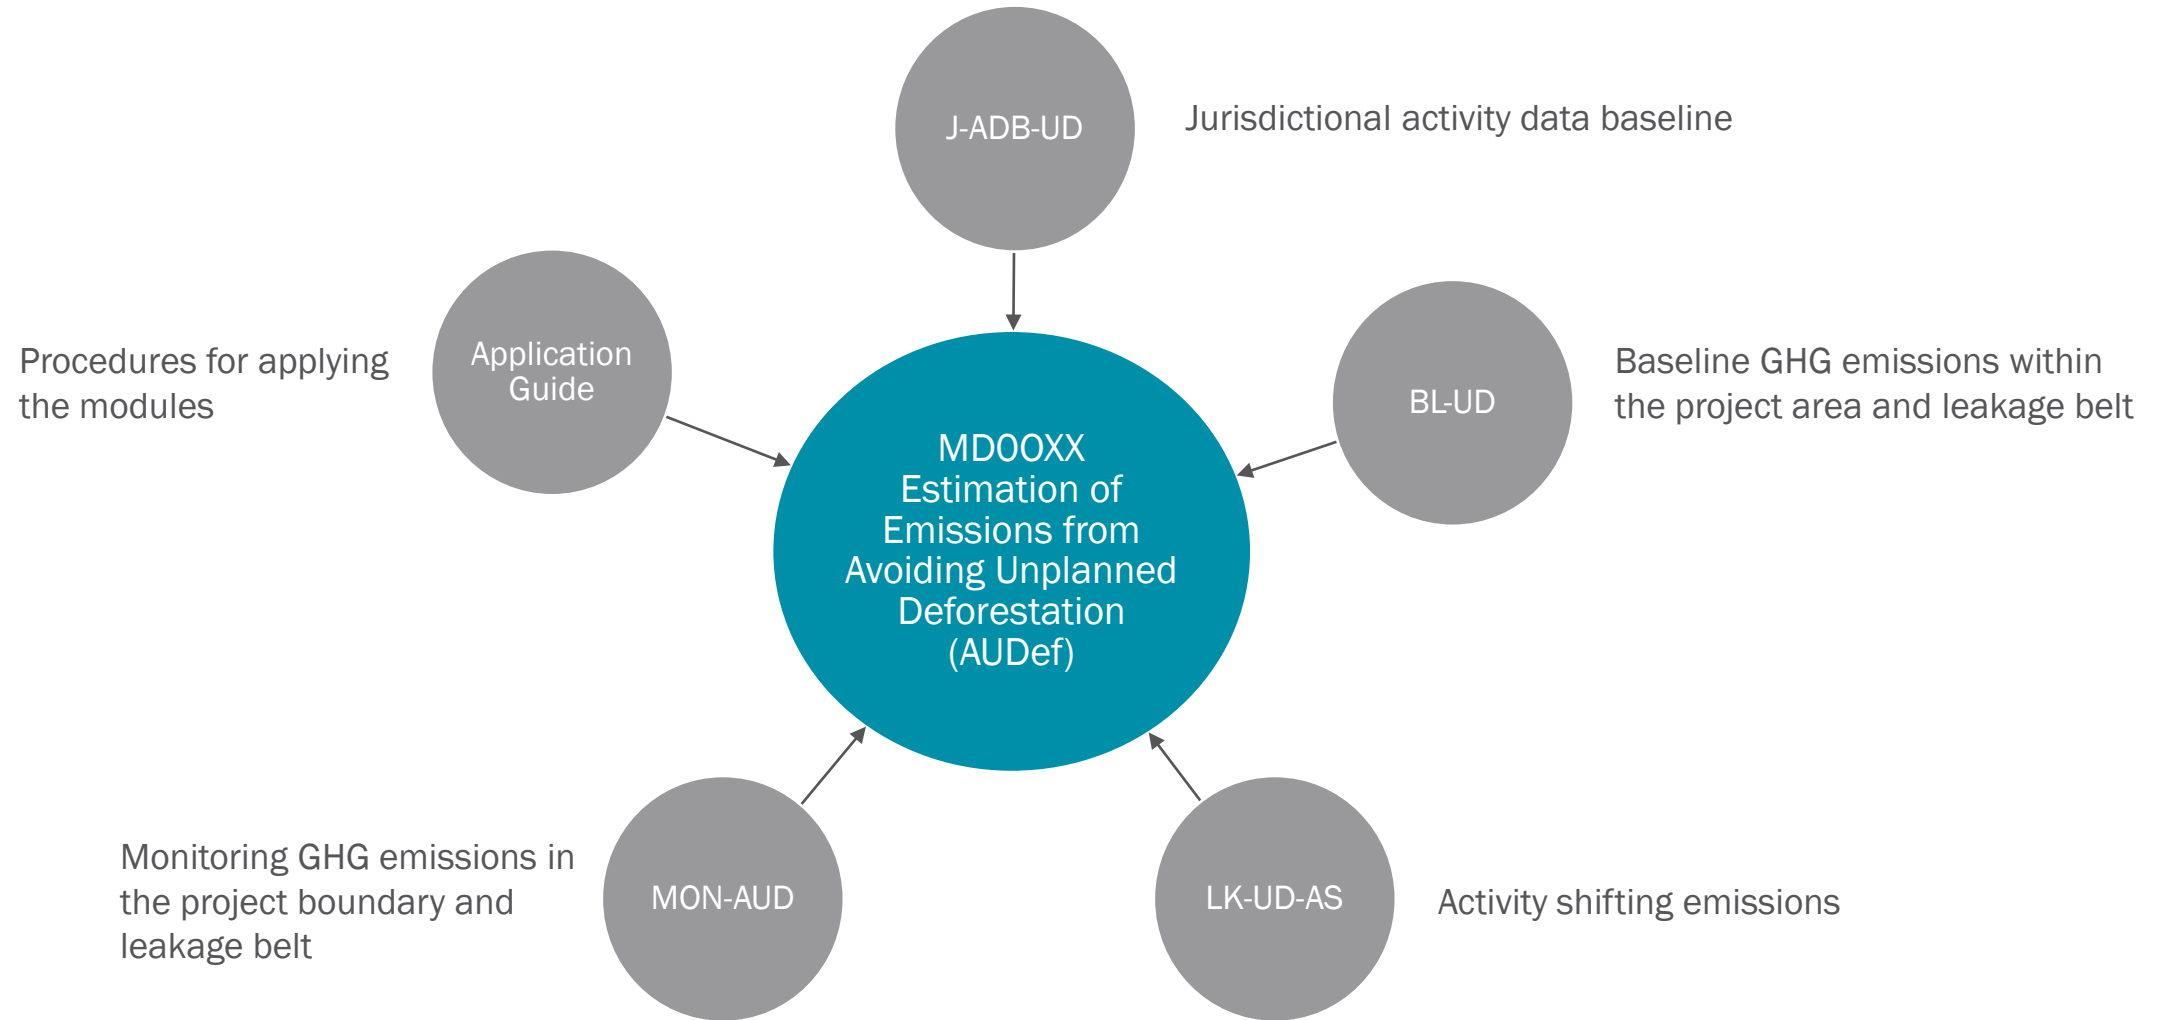 J-ADB-UD
Jurisdictional activity data baseline
Application
Guide
Procedures for applying
the modules
BL-UD
Baseline GHG emissions within
the project area and leakage belt
MD00XX
Estimation of
Emissions from
Avoiding Unplanned
Deforestation
(AUDef)
MON-AUD
Monitoring GHG emissions in
the project boundary and
leakage belt
LK-UD-AS
Activity shifting emissions